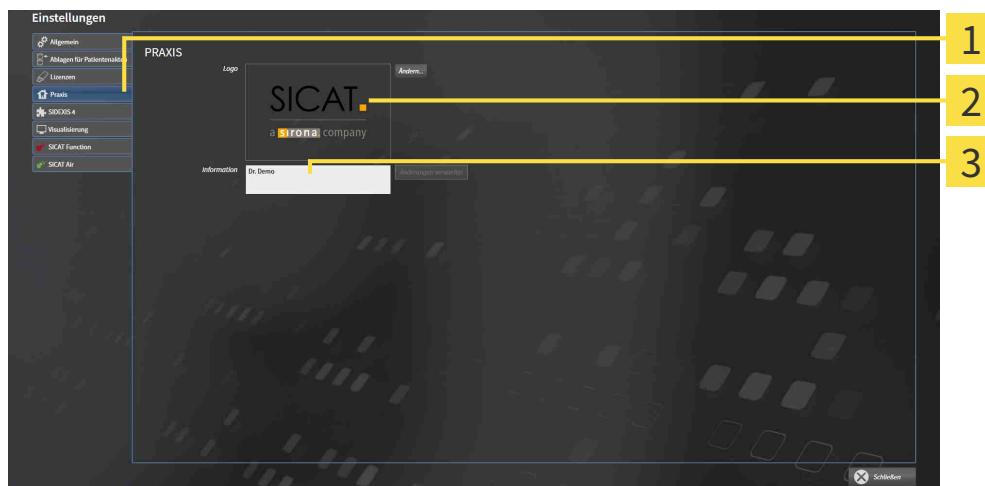 Einstellungen
Allgemein
Ablagen für Patientenakten
Lizenzen
Praxis
SIDEXIS 4
Visualisierung
SICAT Function
SICAT Air
PRAXIS
Logo
SICAT.
a sirona. company
Ändern...
Information
Dr. Demo
Änderungen verwerfen
Schließen
1
2
3